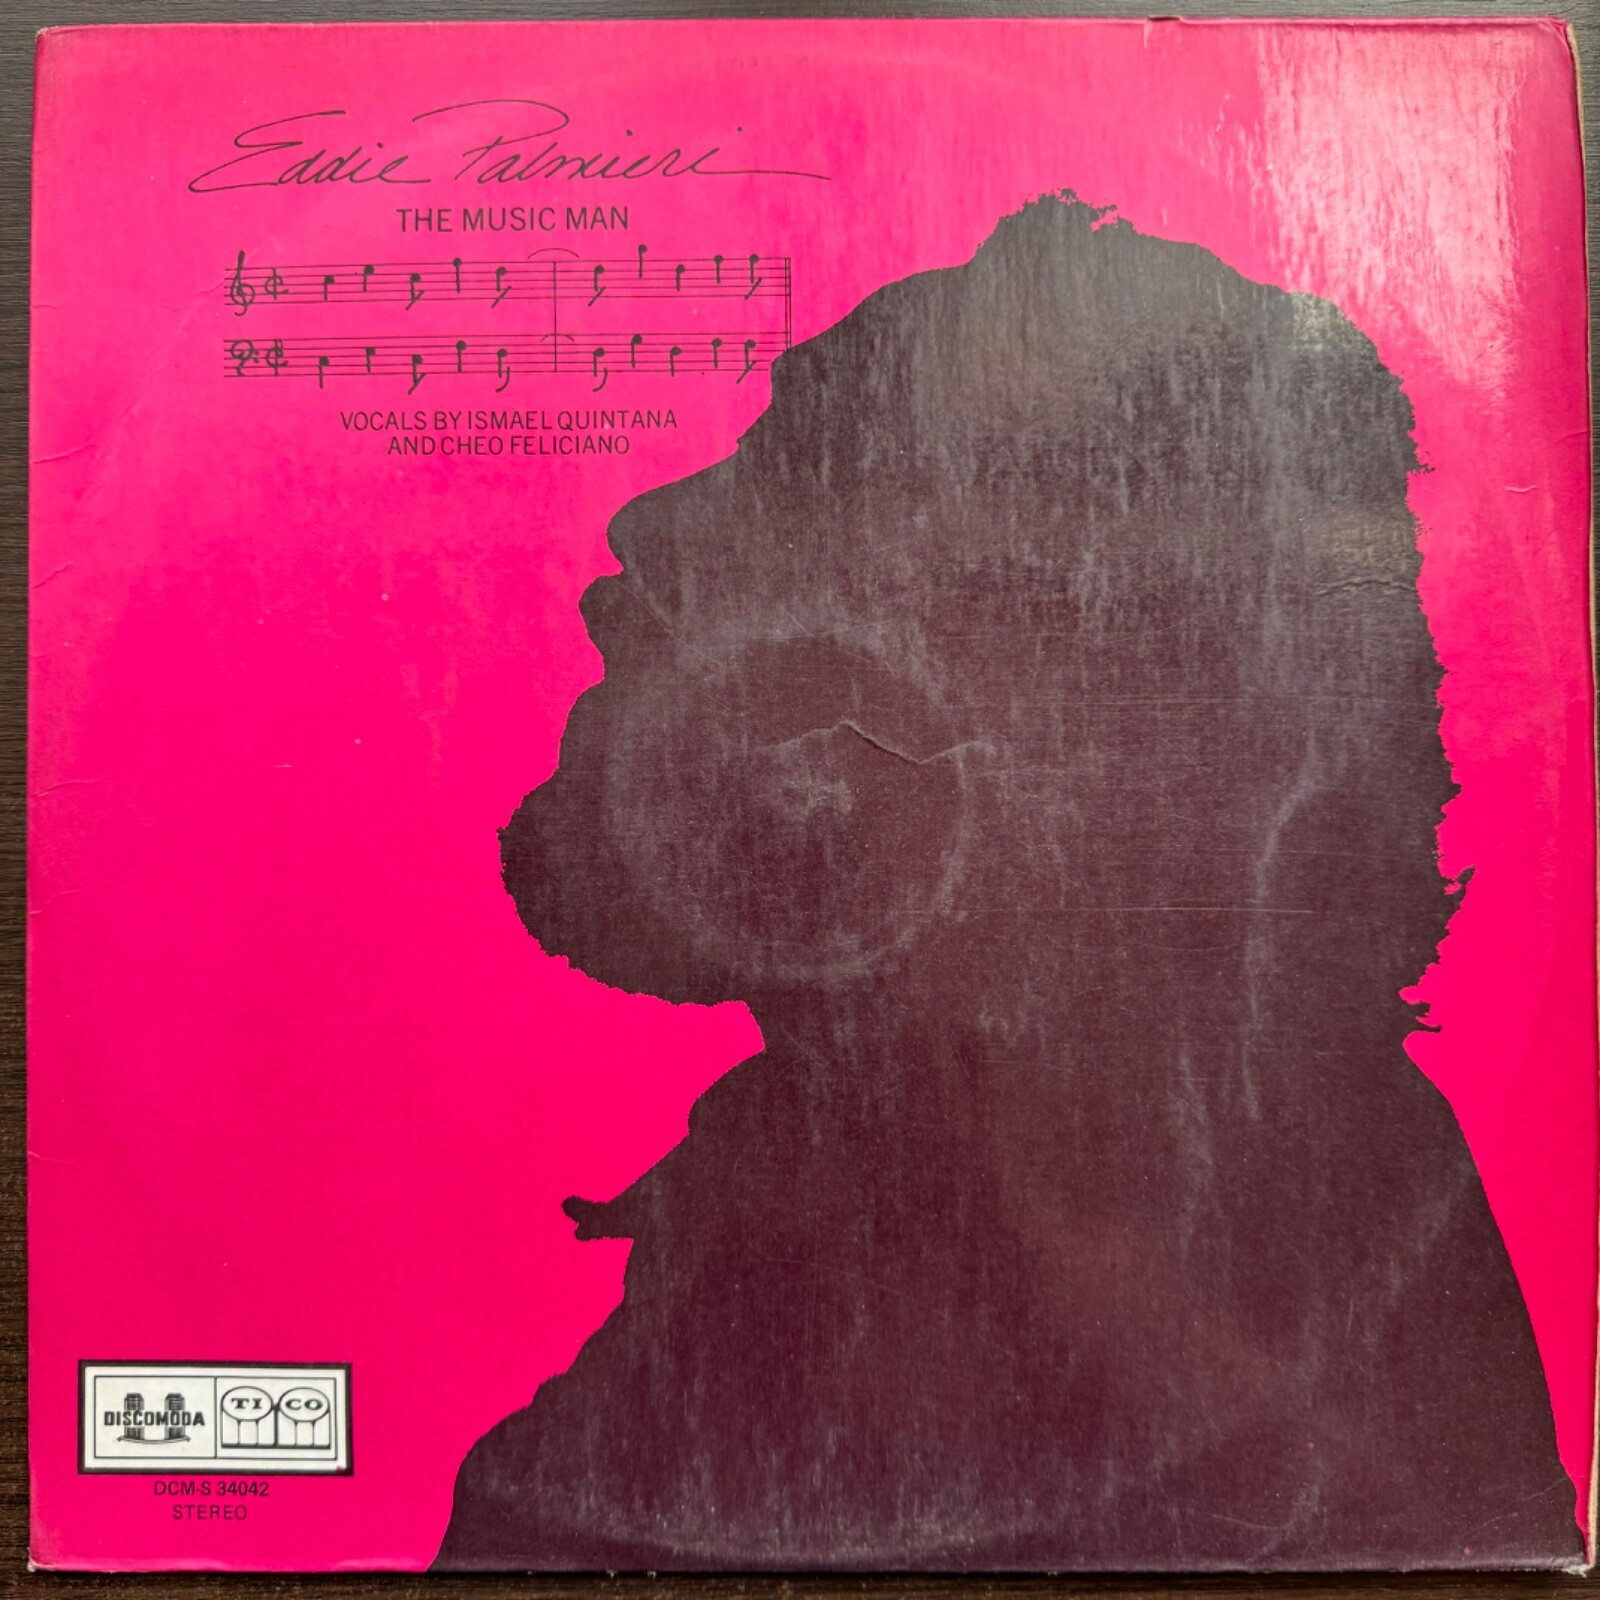 Eddie Palmieri
THE MUSIC MAN
VOCALS BY ISMAEL QUINTANA
AND CHEO FELICIANO
DISCOMODA
TICO
DCM-S 34042
STEREO